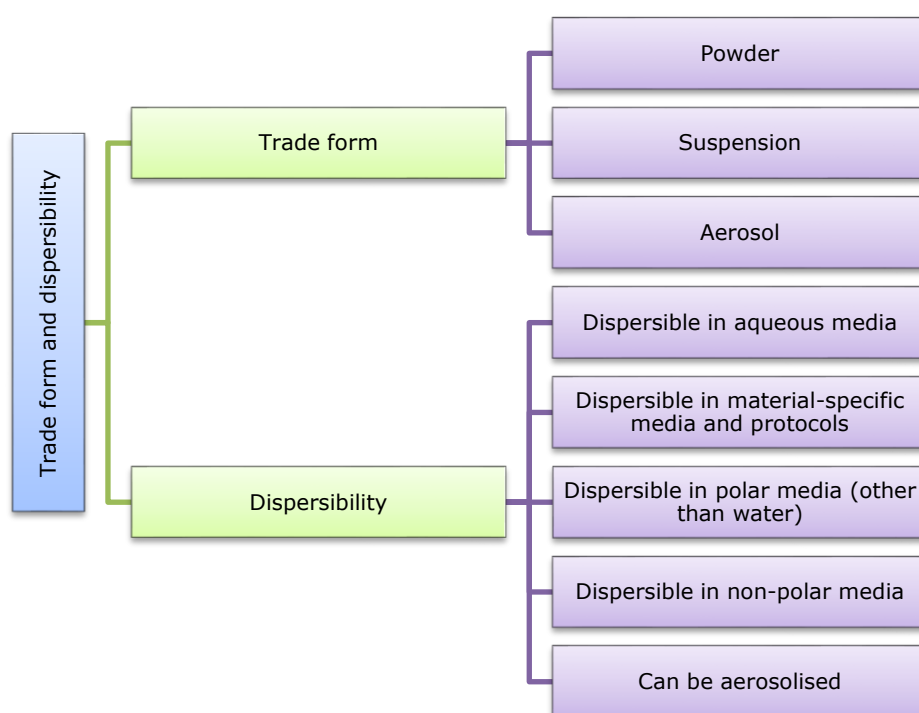 Trade form and dispersibility
Trade form
Powder
Suspension
Aerosol
Dispersibility
Dispersible in aqueous media
Dispersible in material-specific
media and protocols
Dispersible in polar media (other
than water)
Dispersible in non-polar media
Can be aerosolised